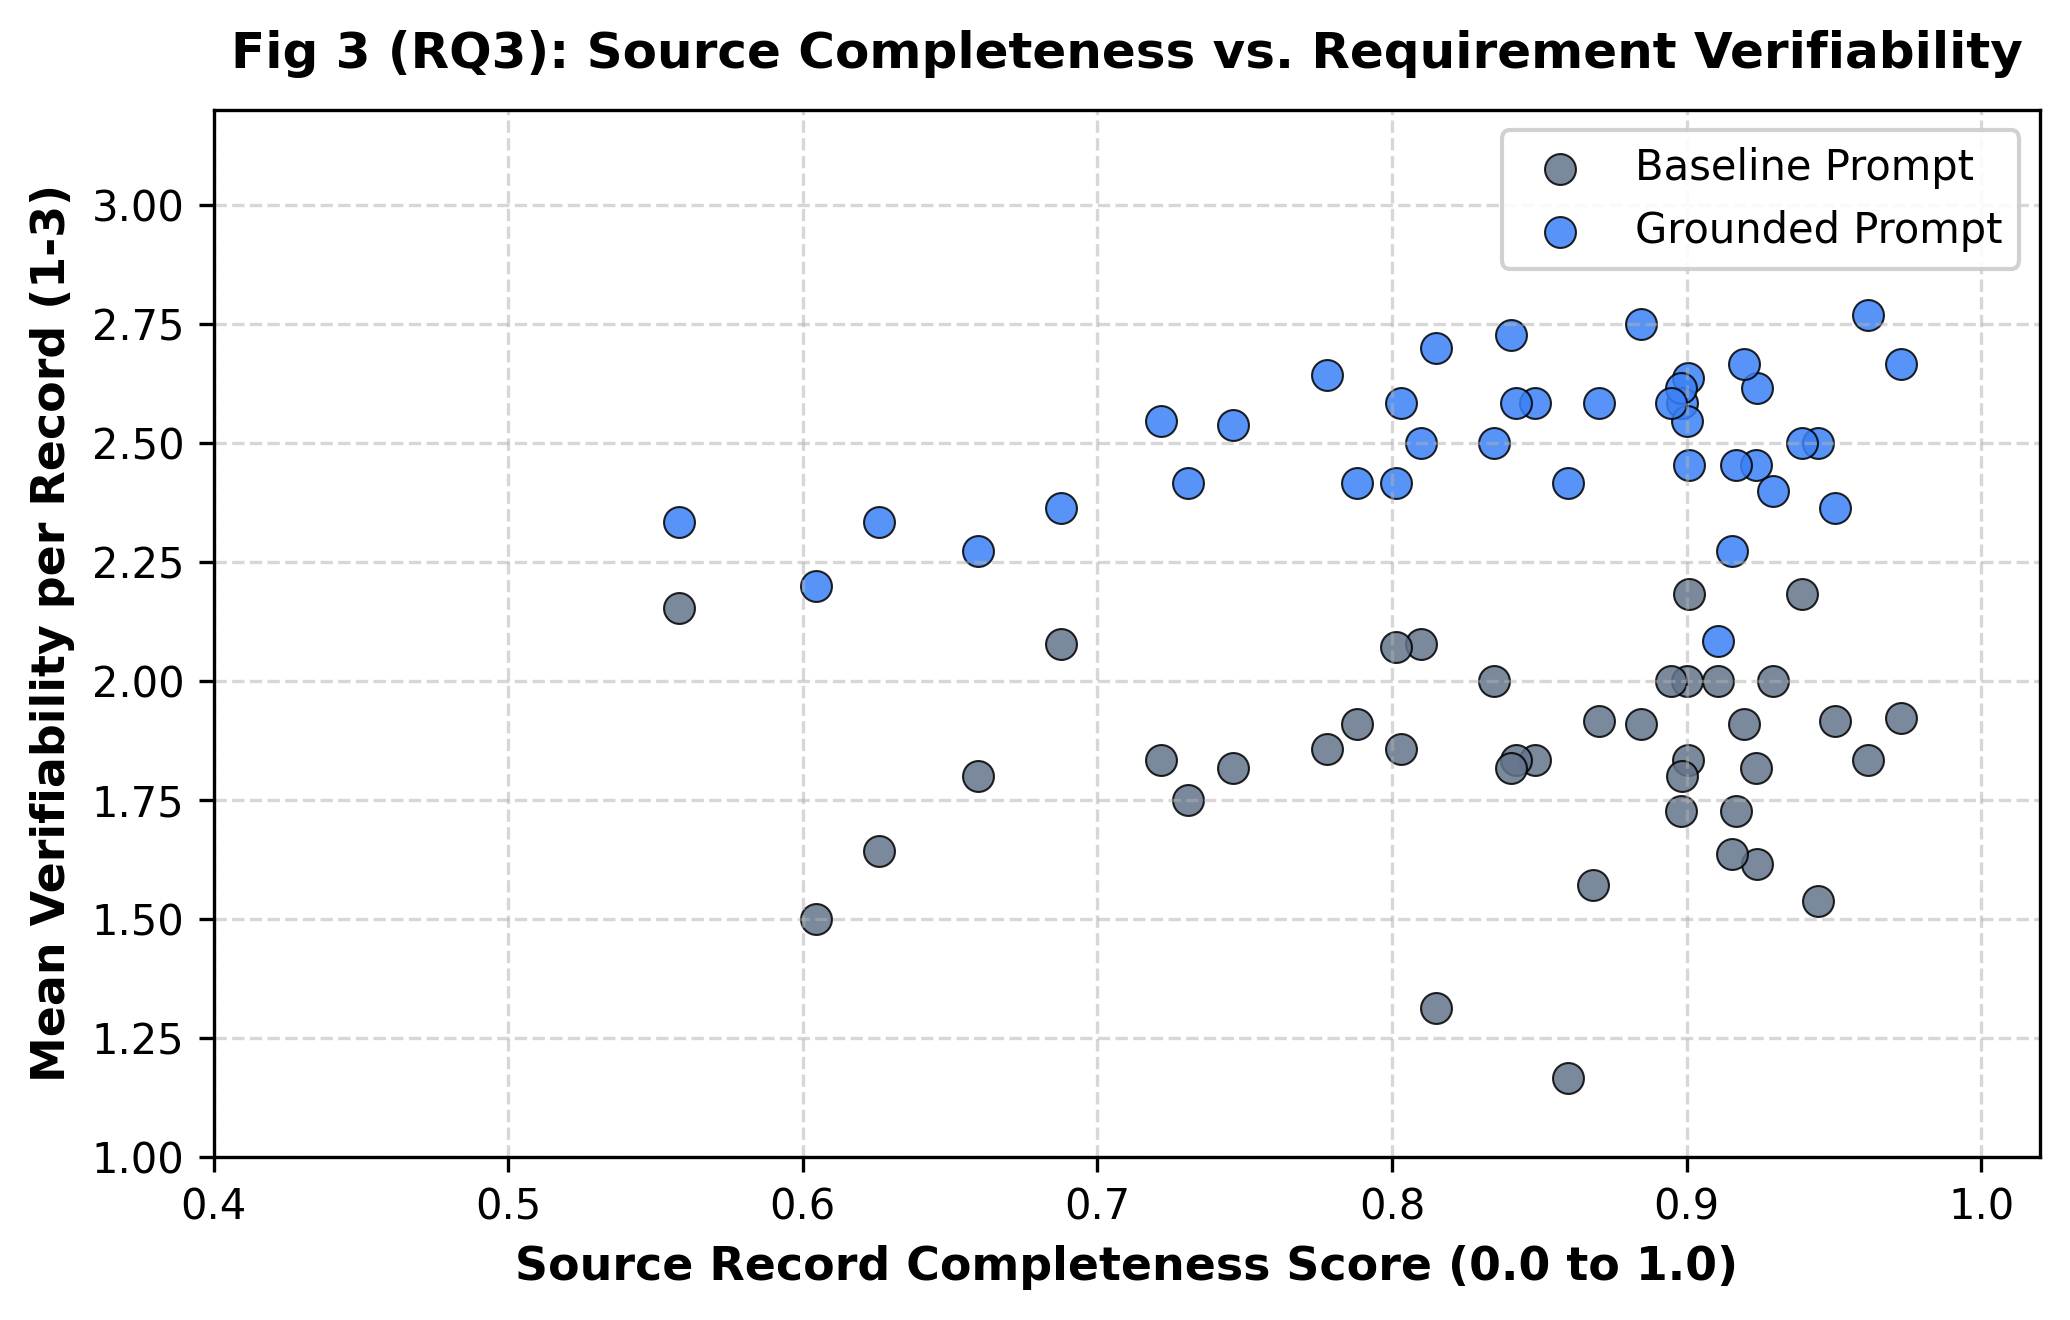 Fig 3 (RQ3): Source Completeness vs. Requirement Verifiability
Baseline Prompt
Grounded Prompt
Mean Verifiability per Record (1-3)
3.00
2.75
2.50
2.25
2.00
1.75
1.50
1.25
1.00
0.4 0.5 0.6 0.7 0.8 0.9 1.0
Source Record Completeness Score (0.0 to 1.0)